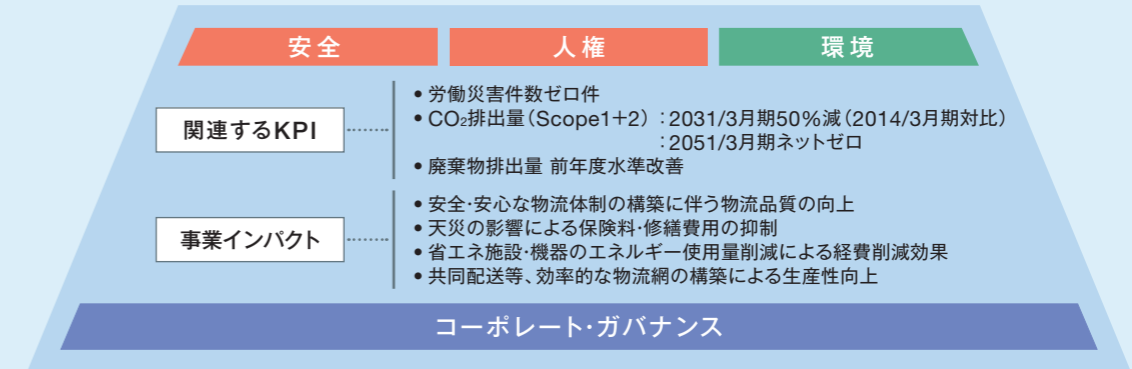 安全 人権 環境
関連するKPI
• 労働災害件数ゼロ件
• CO₂排出量(Scope1+2):2031/3月期50%減(2014/3月期対比)
:2051/3月期ネットゼロ
• 廃棄物排出量 前年度水準改善
事業インパクト
• 安全・安心な物流体制の構築に伴う物流品質の向上
• 天災の影響による保険料・修繕費用の抑制
• 省エネ施設・機器のエネルギー使用量削減による経費削減効果
• 共同配送等、効率的な物流網の構築による生産性向上
コーポレート・ガバナンス